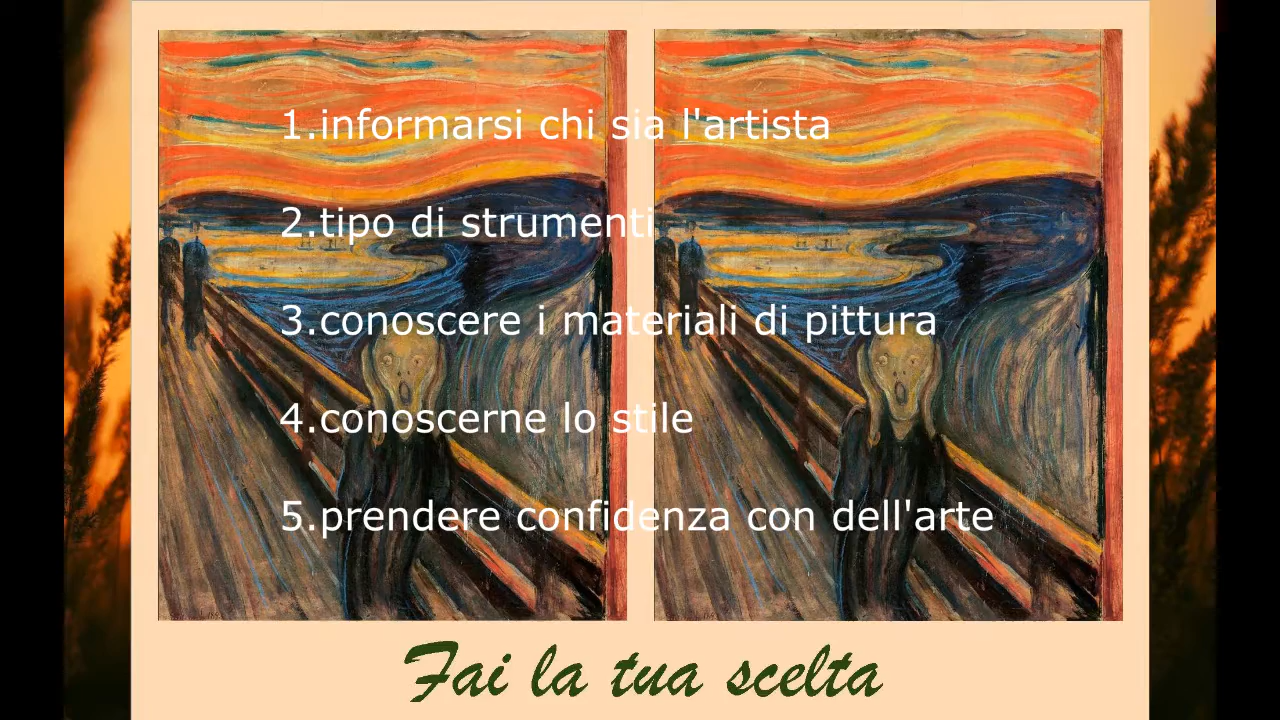 1.informarsi chi sia l'artista
2.tipo di strumenti
3.conoscere i materiali di pittura
4.conoscerne lo stile
5.prendere confidenza con dell'arte
Fai la tua scelta